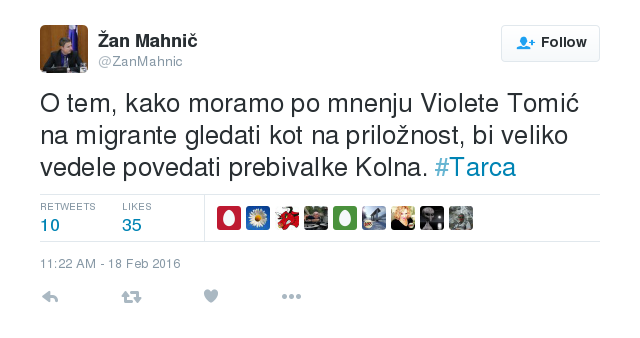 Žan Mahnič
@ZanMahnic
Follow
O tem, kako moramo po mnenju Violete Tomić
na migrante gledati kot na priložnost, bi veliko
vedele povedati prebivalke Kolna. #Tarca
RETWEETS
10
LIKES
35
11:22 AM - 18 Feb 2016